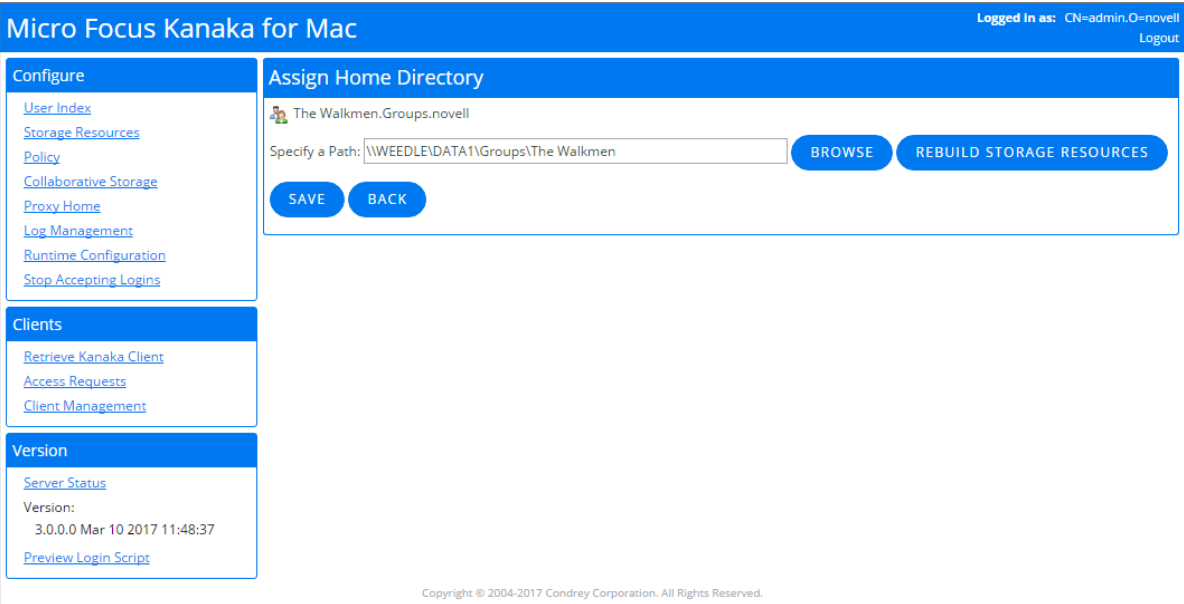 Micro Focus Kanaka for Mac
Logged in as: CN=admin.O=novell
Logout
Configure
User Index
Storage Resources
Policy
Collaborative Storage
Proxy Home
Log Management
Runtime Configuration
Stop Accepting Logins
Clients
Retrieve Kanaka Client
Access Requests
Client Management
Version
Server Status
Version:
3.0.0.0 Mar 10 2017 11:48:37
Preview Login Script
Assign Home Directory
The Walkmen.Groups.novell
Specify a Path: \\WEEDLE\DATA1\Groups\The Walkmen BROWSE REBUILD STORAGE RESOURCES
SAVE BACK
Copyright © 2004-2017 Condrey Corporation. All Rights Reserved.